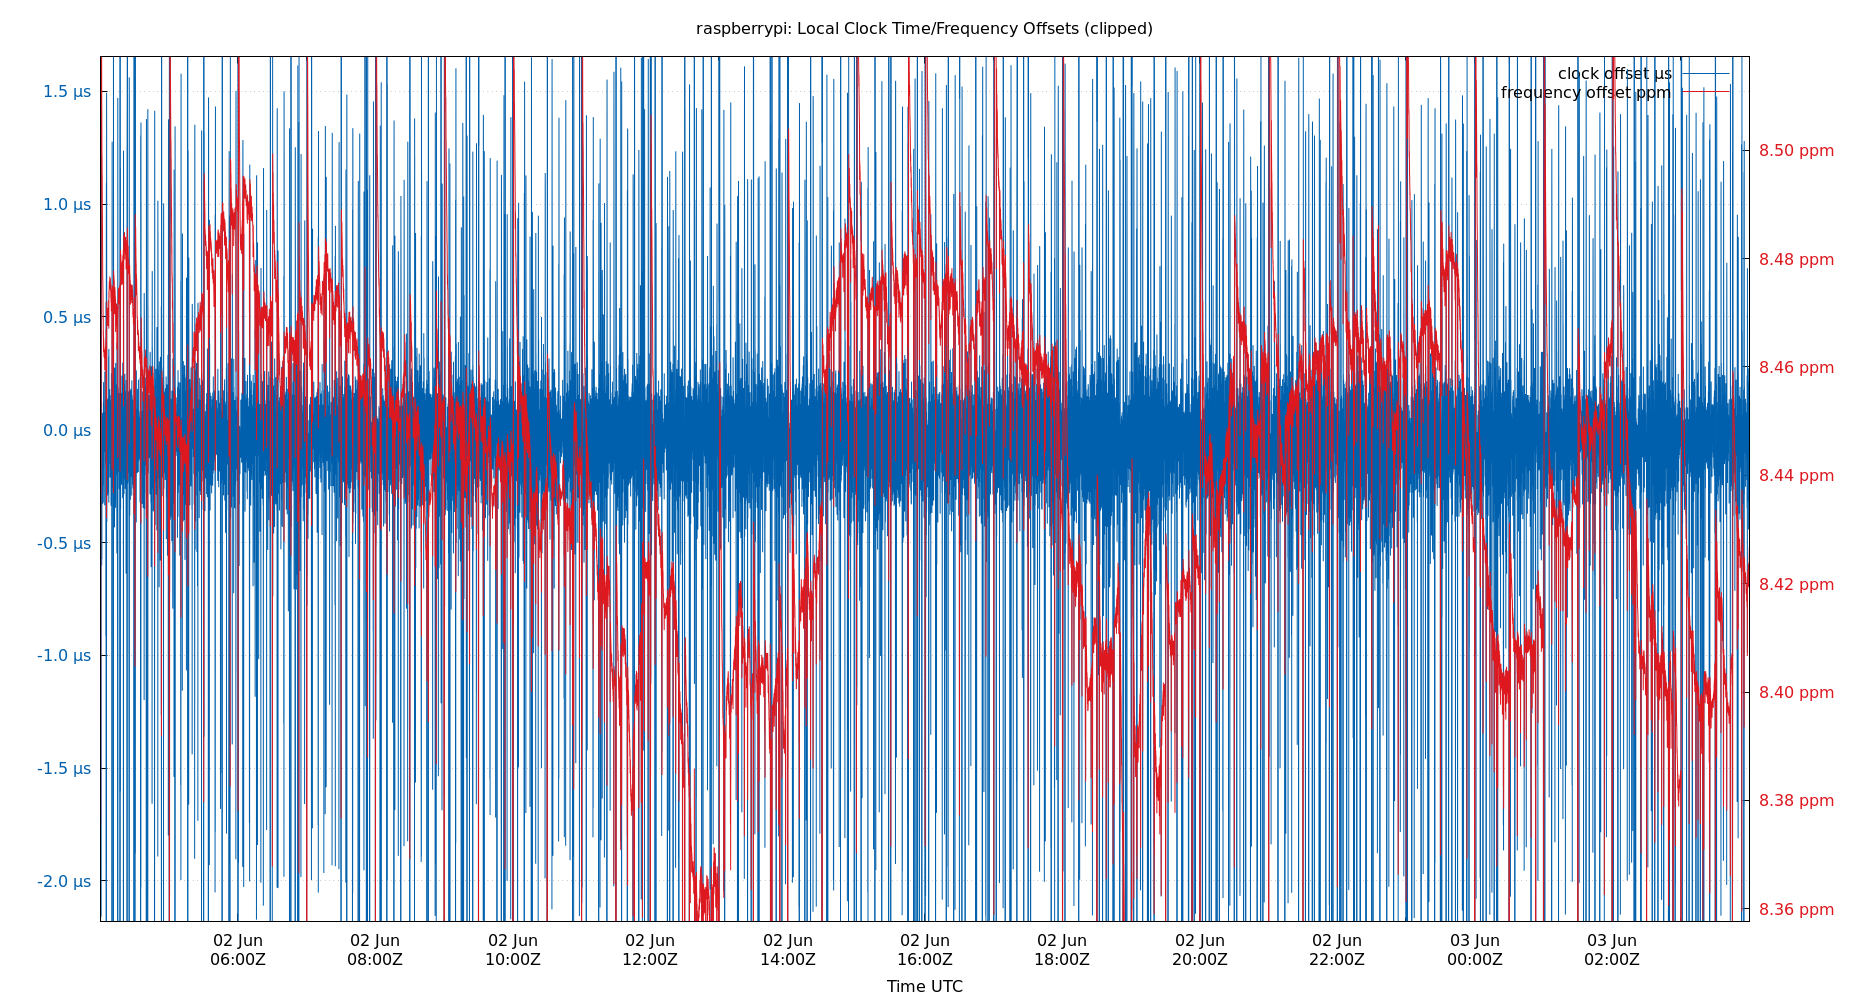 raspberrypi: Local Clock Time/Frequency Offsets (clipped)
clock offset µs
frequency offset ppm
1.5 µs
1.0 µs
0.5 µs
0.0 µs
-0.5 µs
-1.0 µs
-1.5 µs
-2.0 µs
8.50 ppm
8.48 ppm
8.46 ppm
8.44 ppm
8.42 ppm
8.40 ppm
8.38 ppm
8.36 ppm
02 Jun 02 Jun 02 Jun 02 Jun 02 Jun 02 Jun 02 Jun 02 Jun 02 Jun 03 Jun 03 Jun
06:00Z 08:00Z 10:00Z 12:00Z 14:00Z 16:00Z 18:00Z 20:00Z 22:00Z 00:00Z 02:00Z
Time UTC